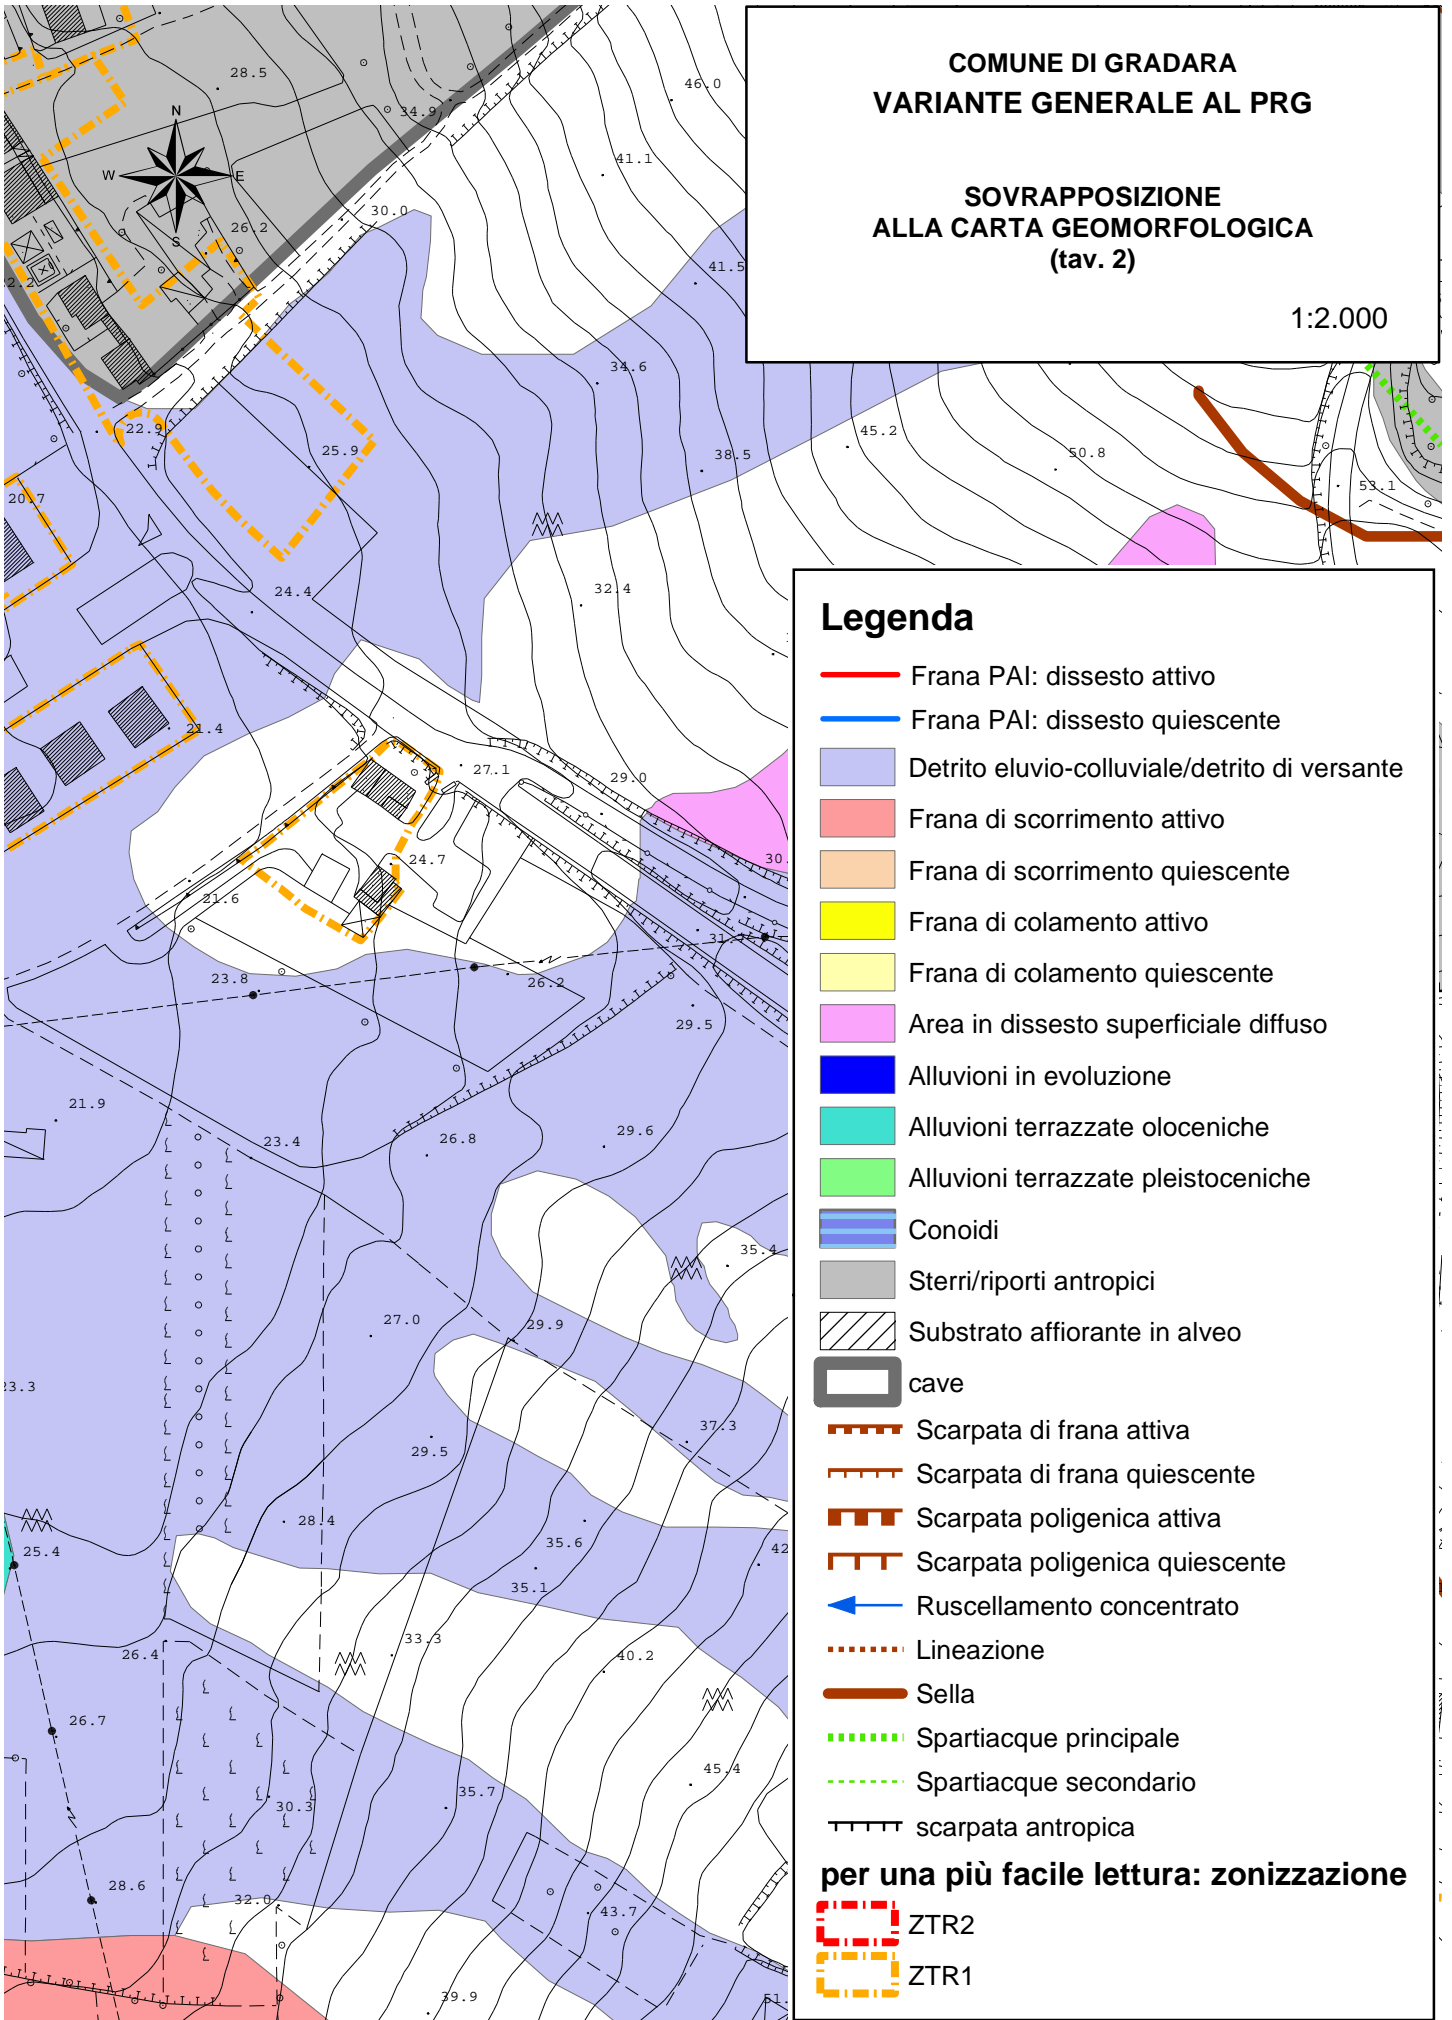 COMUNE DI GRADARA
VARIANTE GENERALE AL PRG
SOVRAPPOSIZIONE
ALLA CARTA GEOMORFOLOGICA
(tav. 2)
1:2.000
N
W
E
S
28.5
34.9
46.0
41.1
30.0
26.2
41.5
34.6
22.9
25.9
38.5
45.2
50.8
53.1
20.7
24.4
32.4
21.4
27.1
29.0
24.7
21.6
23.8
26.2
29.5
21.9
23.4
26.8
29.6
35.4
27.0
29.9
37.3
29.5
28.4
35.6
35.1
25.4
26.4
33.3
40.2
26.7
45.4
30.3
35.7
28.6
32.0
43.7
39.9
Legenda
Frana PAI: dissesto attivo
Frana PAI: dissesto quiescente
Detrito eluvio-colluviale/detrito di versante
Frana di scorrimento attivo
Frana di scorrimento quiescente
Frana di colamento attivo
Frana di colamento quiescente
Area in dissesto superficiale diffuso
Alluvioni in evoluzione
Alluvioni terrazzate oloceniche
Alluvioni terrazzate pleistoceniche
Conoidi
Sterri/riporti antropici
Substrato affiorante in alveo
cave
Scarpata di frana attiva
Scarpata di frana quiescente
Scarpata poligenica attiva
Scarpata poligenica quiescente
Ruscellamento concentrato
Lineazione
Sella
Spartiacque principale
Spartiacque secondario
scarpata antropica
per una più facile lettura: zonizzazione
ZTR2
ZTR1